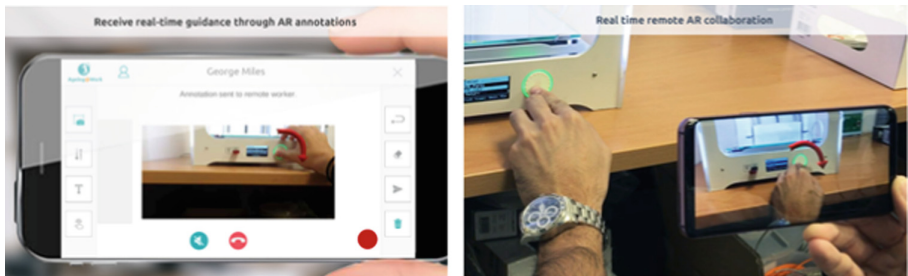 Receive real-time guidance through AR annotations
George Miles
Annotation sent to remote worker.
T
Real time remote AR collaboration